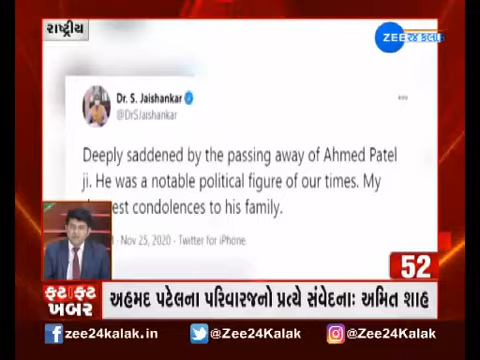 રાષ્ટ્રીય
ZEE ૨૪ કલાક
Dr. S. Jaishankar
@DrSJaishankar
Deeply saddened by the passing away of Ahmed Patel
ji. He was a notable political figure of our times. My
condolences to his family.
Nov 25, 2020 · Twitter for iPhone
52
ફટાફટ
ખબર
અહમદ પટેલના પરિવારજનો પ્રત્યે સંવેદનાઃ અમિત શાહ
zee24kalak.in
@Zee24Kalak
@Zee24Kalak